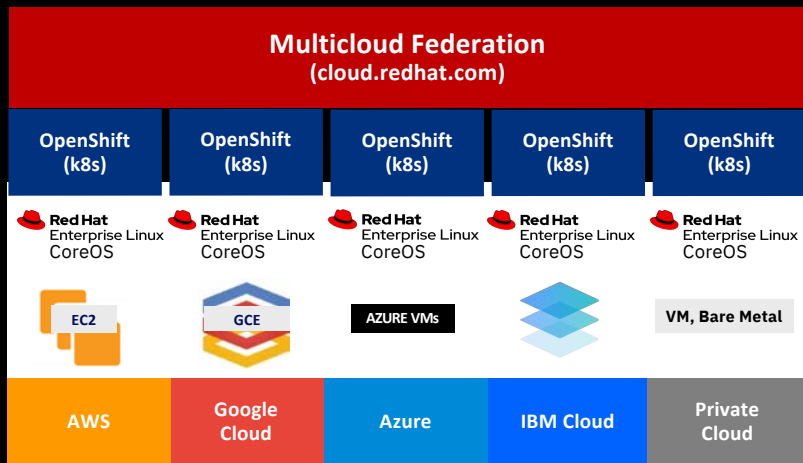 Multicloud Federation
(cloud.redhat.com)
OpenShift
(k8s)
OpenShift
(k8s)
OpenShift
(k8s)
OpenShift
(k8s)
OpenShift
(k8s)
Red Hat
Enterprise Linux
CoreOS
Red Hat
Enterprise Linux
CoreOS
Red Hat
Enterprise Linux
CoreOS
Red Hat
Enterprise Linux
CoreOS
Red Hat
Enterprise Linux
CoreOS
EC2
GCE
AZURE VMs
VM, Bare Metal
AWS
Google
Cloud
Azure
IBM Cloud
Private
Cloud